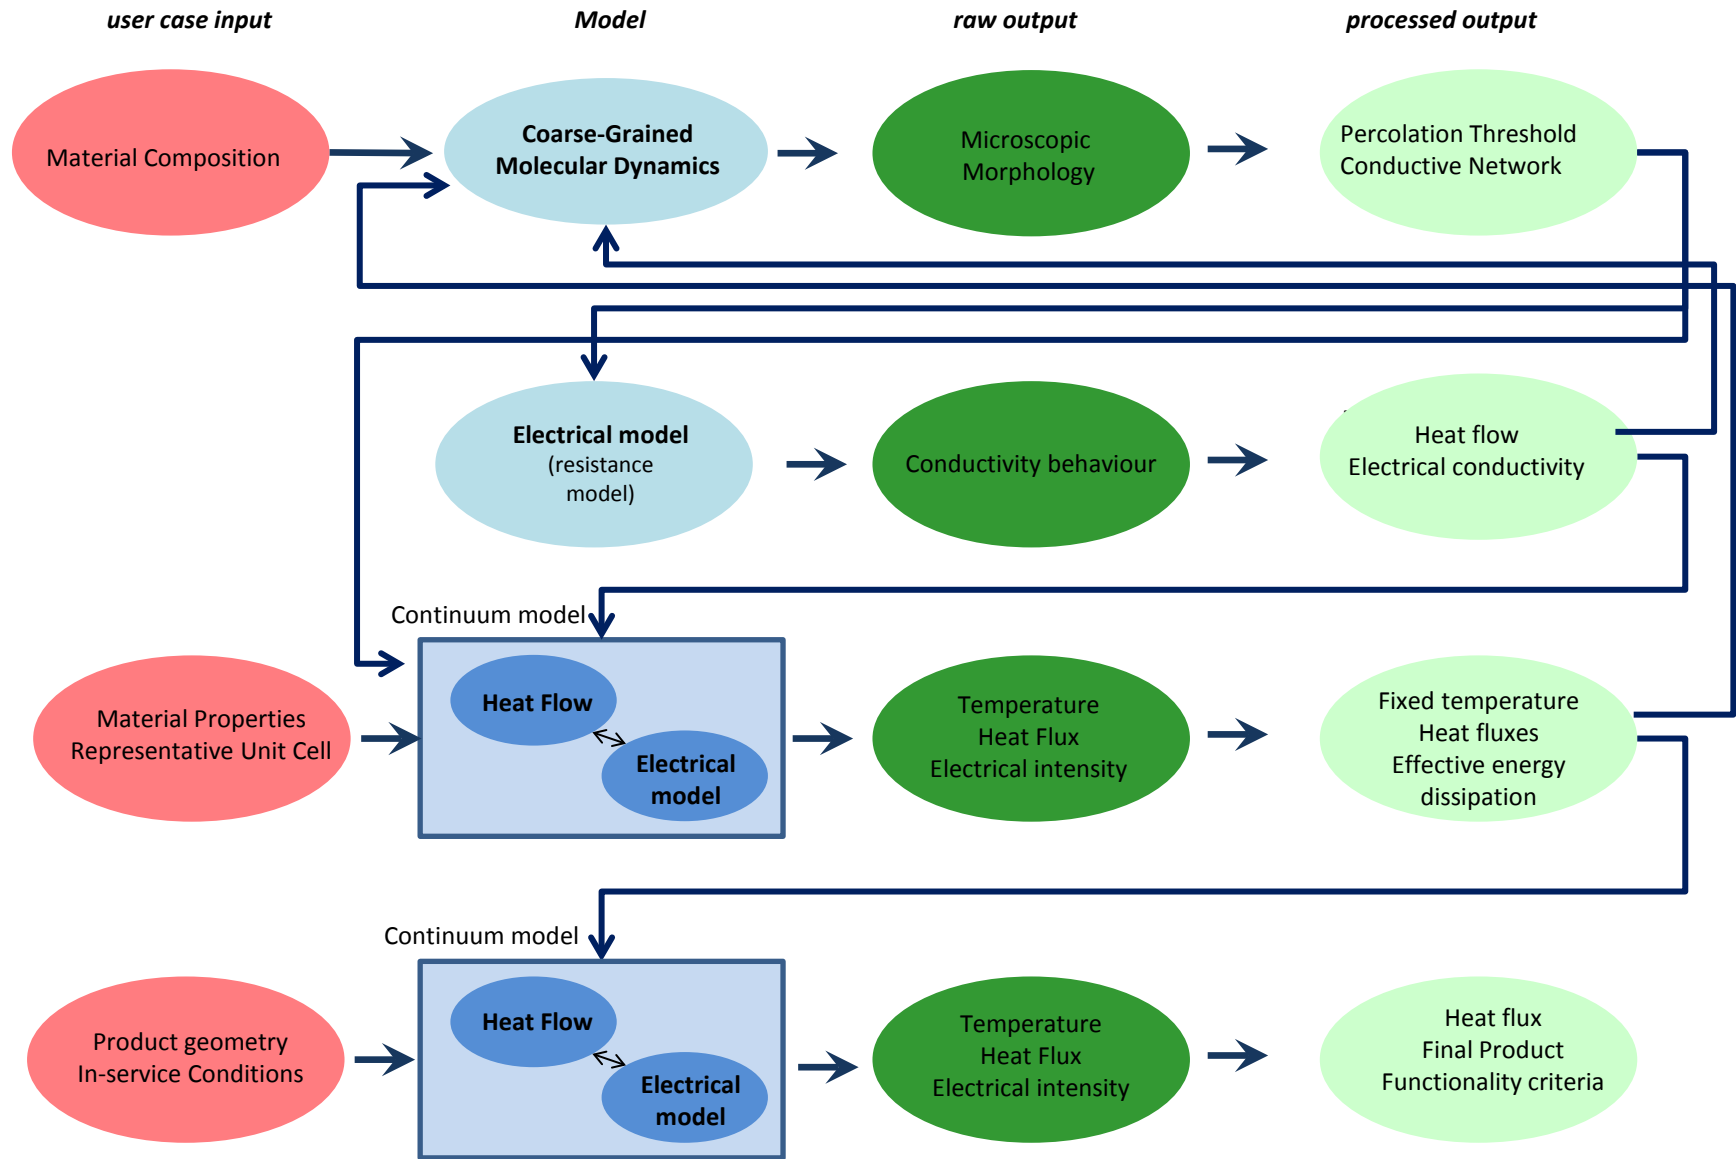 user case input
Model
raw output
processed output
Material Composition
Coarse-Grained
Molecular Dynamics
Microscopic
Morphology
Percolation Threshold
Conductive Network
Electrical model
(resistance
model)
Conductivity behaviour
Heat flow
Electrical conductivity
Continuum model
Material Properties
Representative Unit Cell
Heat Flow
Electrical
model
Temperature
Heat Flux
Electrical intensity
Fixed temperature
Heat fluxes
Effective energy
dissipation
Continuum model
Product geometry
In-service Conditions
Heat Flow
Electrical
model
Temperature
Heat Flux
Electrical intensity
Heat flux
Final Product
Functionality criteria